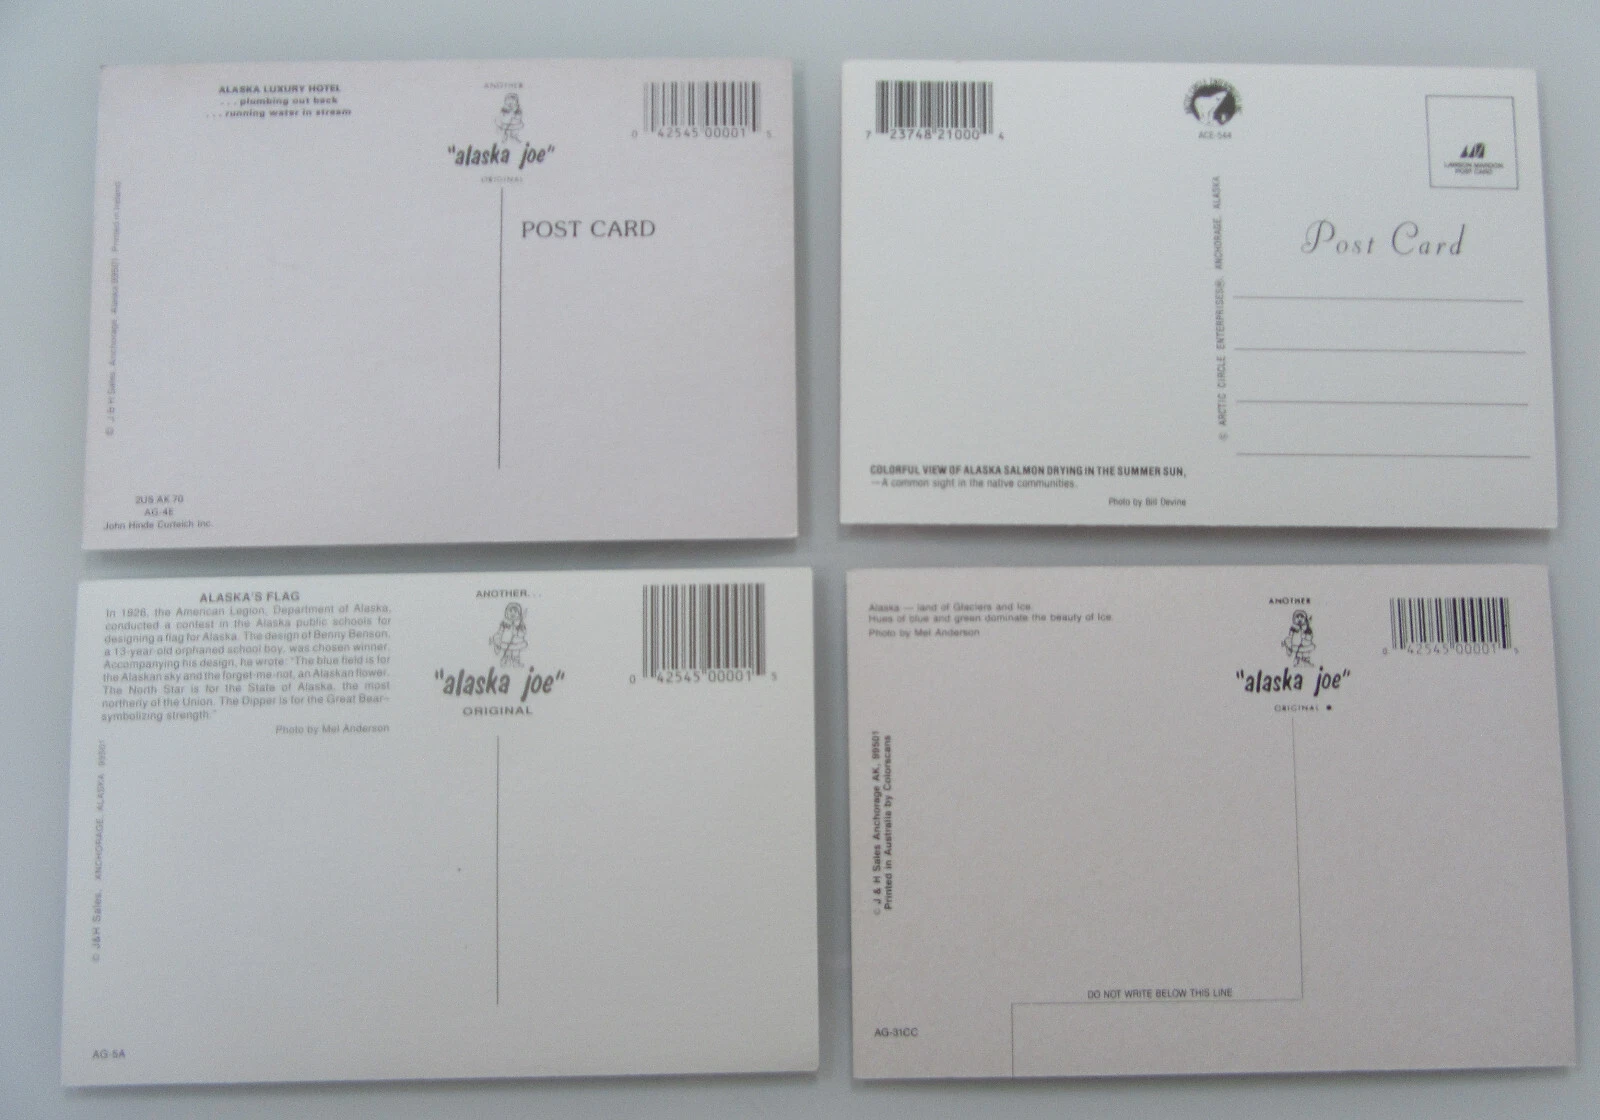 ALASKA LUXURY HOTEL
...plumbing out back
...running water in stream
ANOTHER
"alaska joe"
ORIGINAL
0 42545 00001 5
POST CARD
© J & H Sales, Anchorage, Alaska 99501 Printed in Ireland
2US AK 70
AG-4E
John Hinde Curteich Inc.
7 23748 21000 4
ACE-544
LAWSON MARDON
POST CARD
Post Card
© ARCTIC CIRCLE ENTERPRISES®, ANCHORAGE, ALASKA
COLORFUL VIEW OF ALASKA SALMON DRYING IN THE SUMMER SUN,
—A common sight in the native communities.
Photo by Bill Devine
ALASKA'S FLAG
In 1926, the American Legion, Department of Alaska,
conducted a contest in the Alaska public schools for
designing a flag for Alaska. The design of Benny Benson,
a 13-year old orphaned school boy, was chosen winner.
Accompanying his design, he wrote: "The blue field is for
the Alaskan sky and the forget-me-not, an Alaskan flower.
The North Star is for the State of Alaska, the most
northerly of the Union. The Dipper is for the Great Bear–
symbolizing strength."
Photo by Mel Anderson
ANOTHER...
"alaska joe"
ORIGINAL
0 42545 00001 5
© J&H Sales, ANCHORAGE, ALASKA 99501
AG-5A
Alaska — land of Glaciers and Ice.
Hues of blue and green dominate the beauty of Ice.
Photo by Mel Anderson
ANOTHER
"alaska joe"
ORIGINAL
0 42545 00001 5
© J & H Sales Anchorage AK, 99501
Printed in Australia by Colorscans
DO NOT WRITE BELOW THIS LINE
AG-31CC